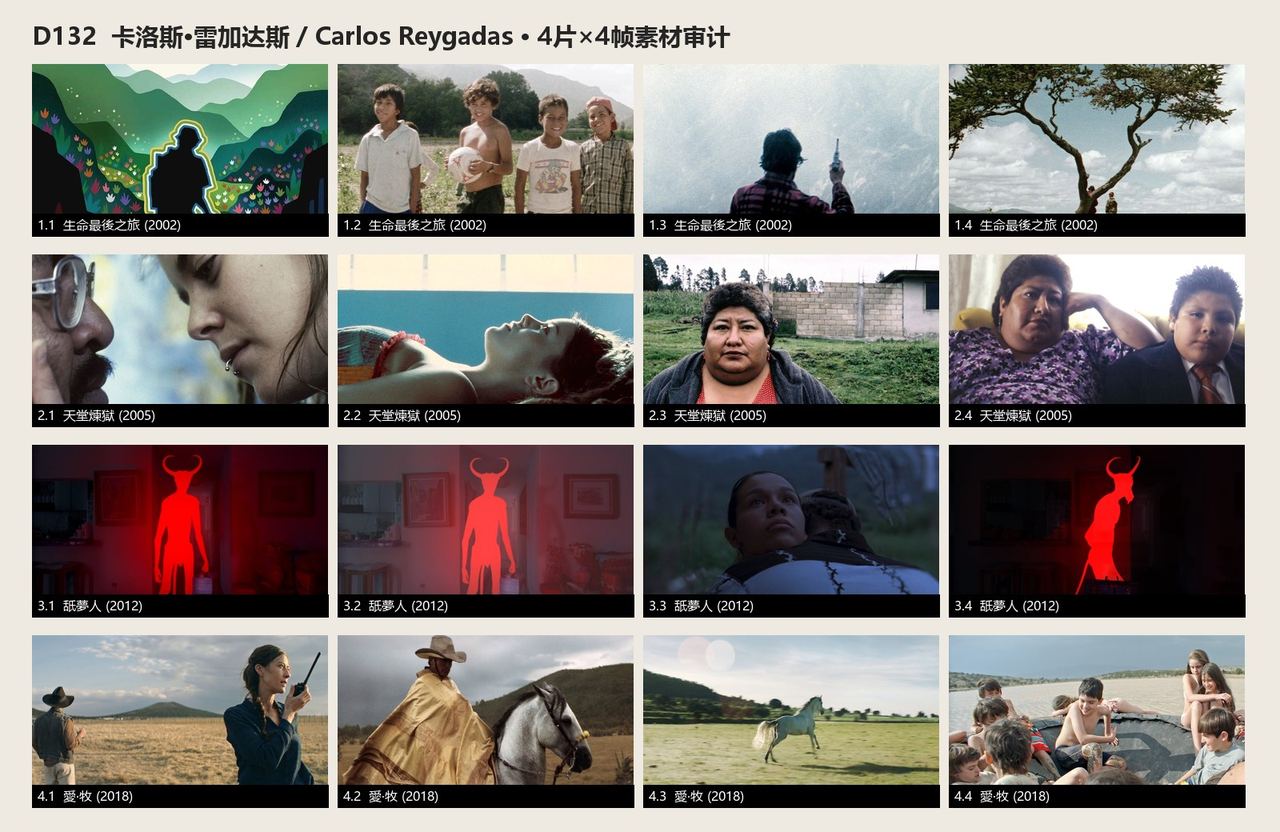 D132 卡洛斯•雷加达斯 / Carlos Reygadas • 4片×4帧素材审计
1.1 生命最後之旅 (2002)
1.2 生命最後之旅 (2002)
1.3 生命最後之旅 (2002)
1.4 生命最後之旅 (2002)
2.1 天堂煉獄 (2005)
2.2 天堂煉獄 (2005)
2.3 天堂煉獄 (2005)
2.4 天堂煉獄 (2005)
3.1 舐夢人 (2012)
3.2 舐夢人 (2012)
3.3 舐夢人 (2012)
3.4 舐夢人 (2012)
4.1 愛·牧 (2018)
4.2 愛·牧 (2018)
4.3 愛·牧 (2018)
4.4 愛·牧 (2018)